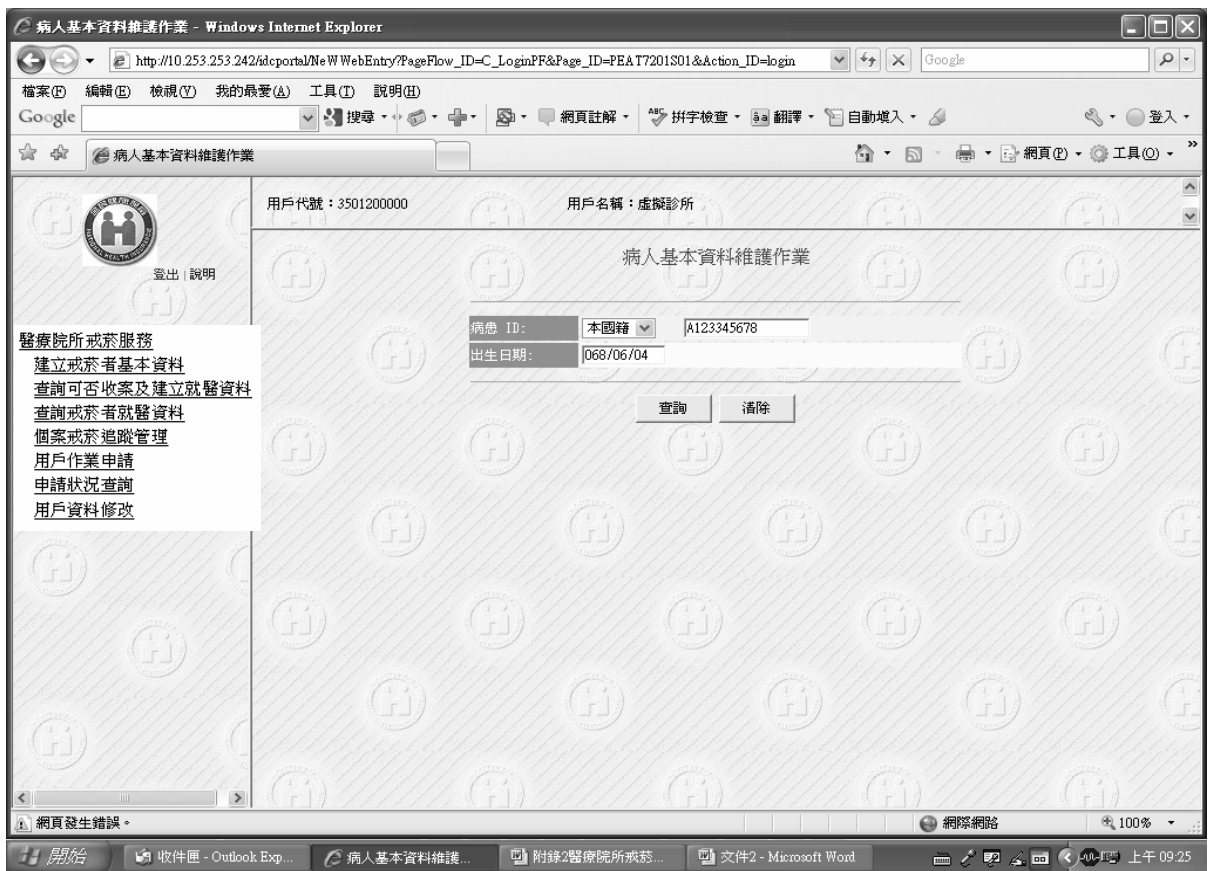 病人基本資料維護作業 - Windows Internet Explorer
http://10.253.253.242/idcportal/NeWWebEntry?PageFlow_ID=C_LoginPF&Page_ID=PEAT7201S01&Action_ID=login
Google
檔案(F) 編輯(E) 檢視(V) 我的最愛(A) 工具(T) 說明(H)
Google 搜尋 網頁註解 ABC 拼字檢查 翻譯 自動填入 登入
病人基本資料維護作業 網頁(P) 工具(O) »
用戶代號：3501200000 用戶名稱：虛擬診所
NATIONAL HEALTH INSURANCE
登出 | 說明
病人基本資料維護作業
病患 ID: 本國籍 A123345678
出生日期: 068/06/04
查詢 清除
醫療院所戒菸服務
建立戒菸者基本資料
查詢可否收案及建立就醫資料
查詢戒菸者就醫資料
個案戒菸追蹤管理
用戶作業申請
申請狀況查詢
用戶資料修改
網頁發生錯誤。 網際網路 100%
開始 收件匣 - Outlook Exp... 病人基本資料維護... 附錄2醫療院所戒菸... 文件2 - Microsoft Word 上午 09:25